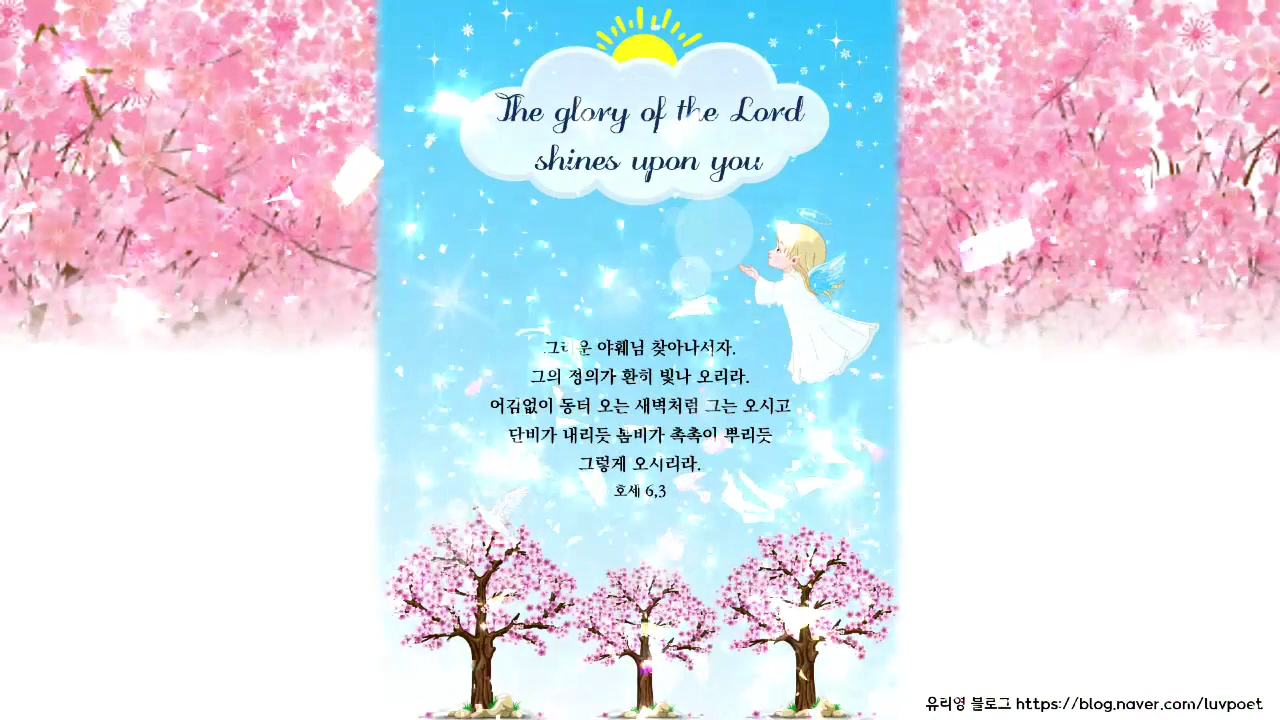 The glory of the Lord
shines upon you
그리운 야훼님 찾아나서자.
그의 정의가 환히 빛나 오리라.
어김없이 동터 오는 새벽처럼 그는 오시고
단비가 내리듯 봄비가 촉촉이 뿌리듯
그렇게 오시리라.
호세 6,3
유리영 블로그 https://blog.naver.com/luvpoet